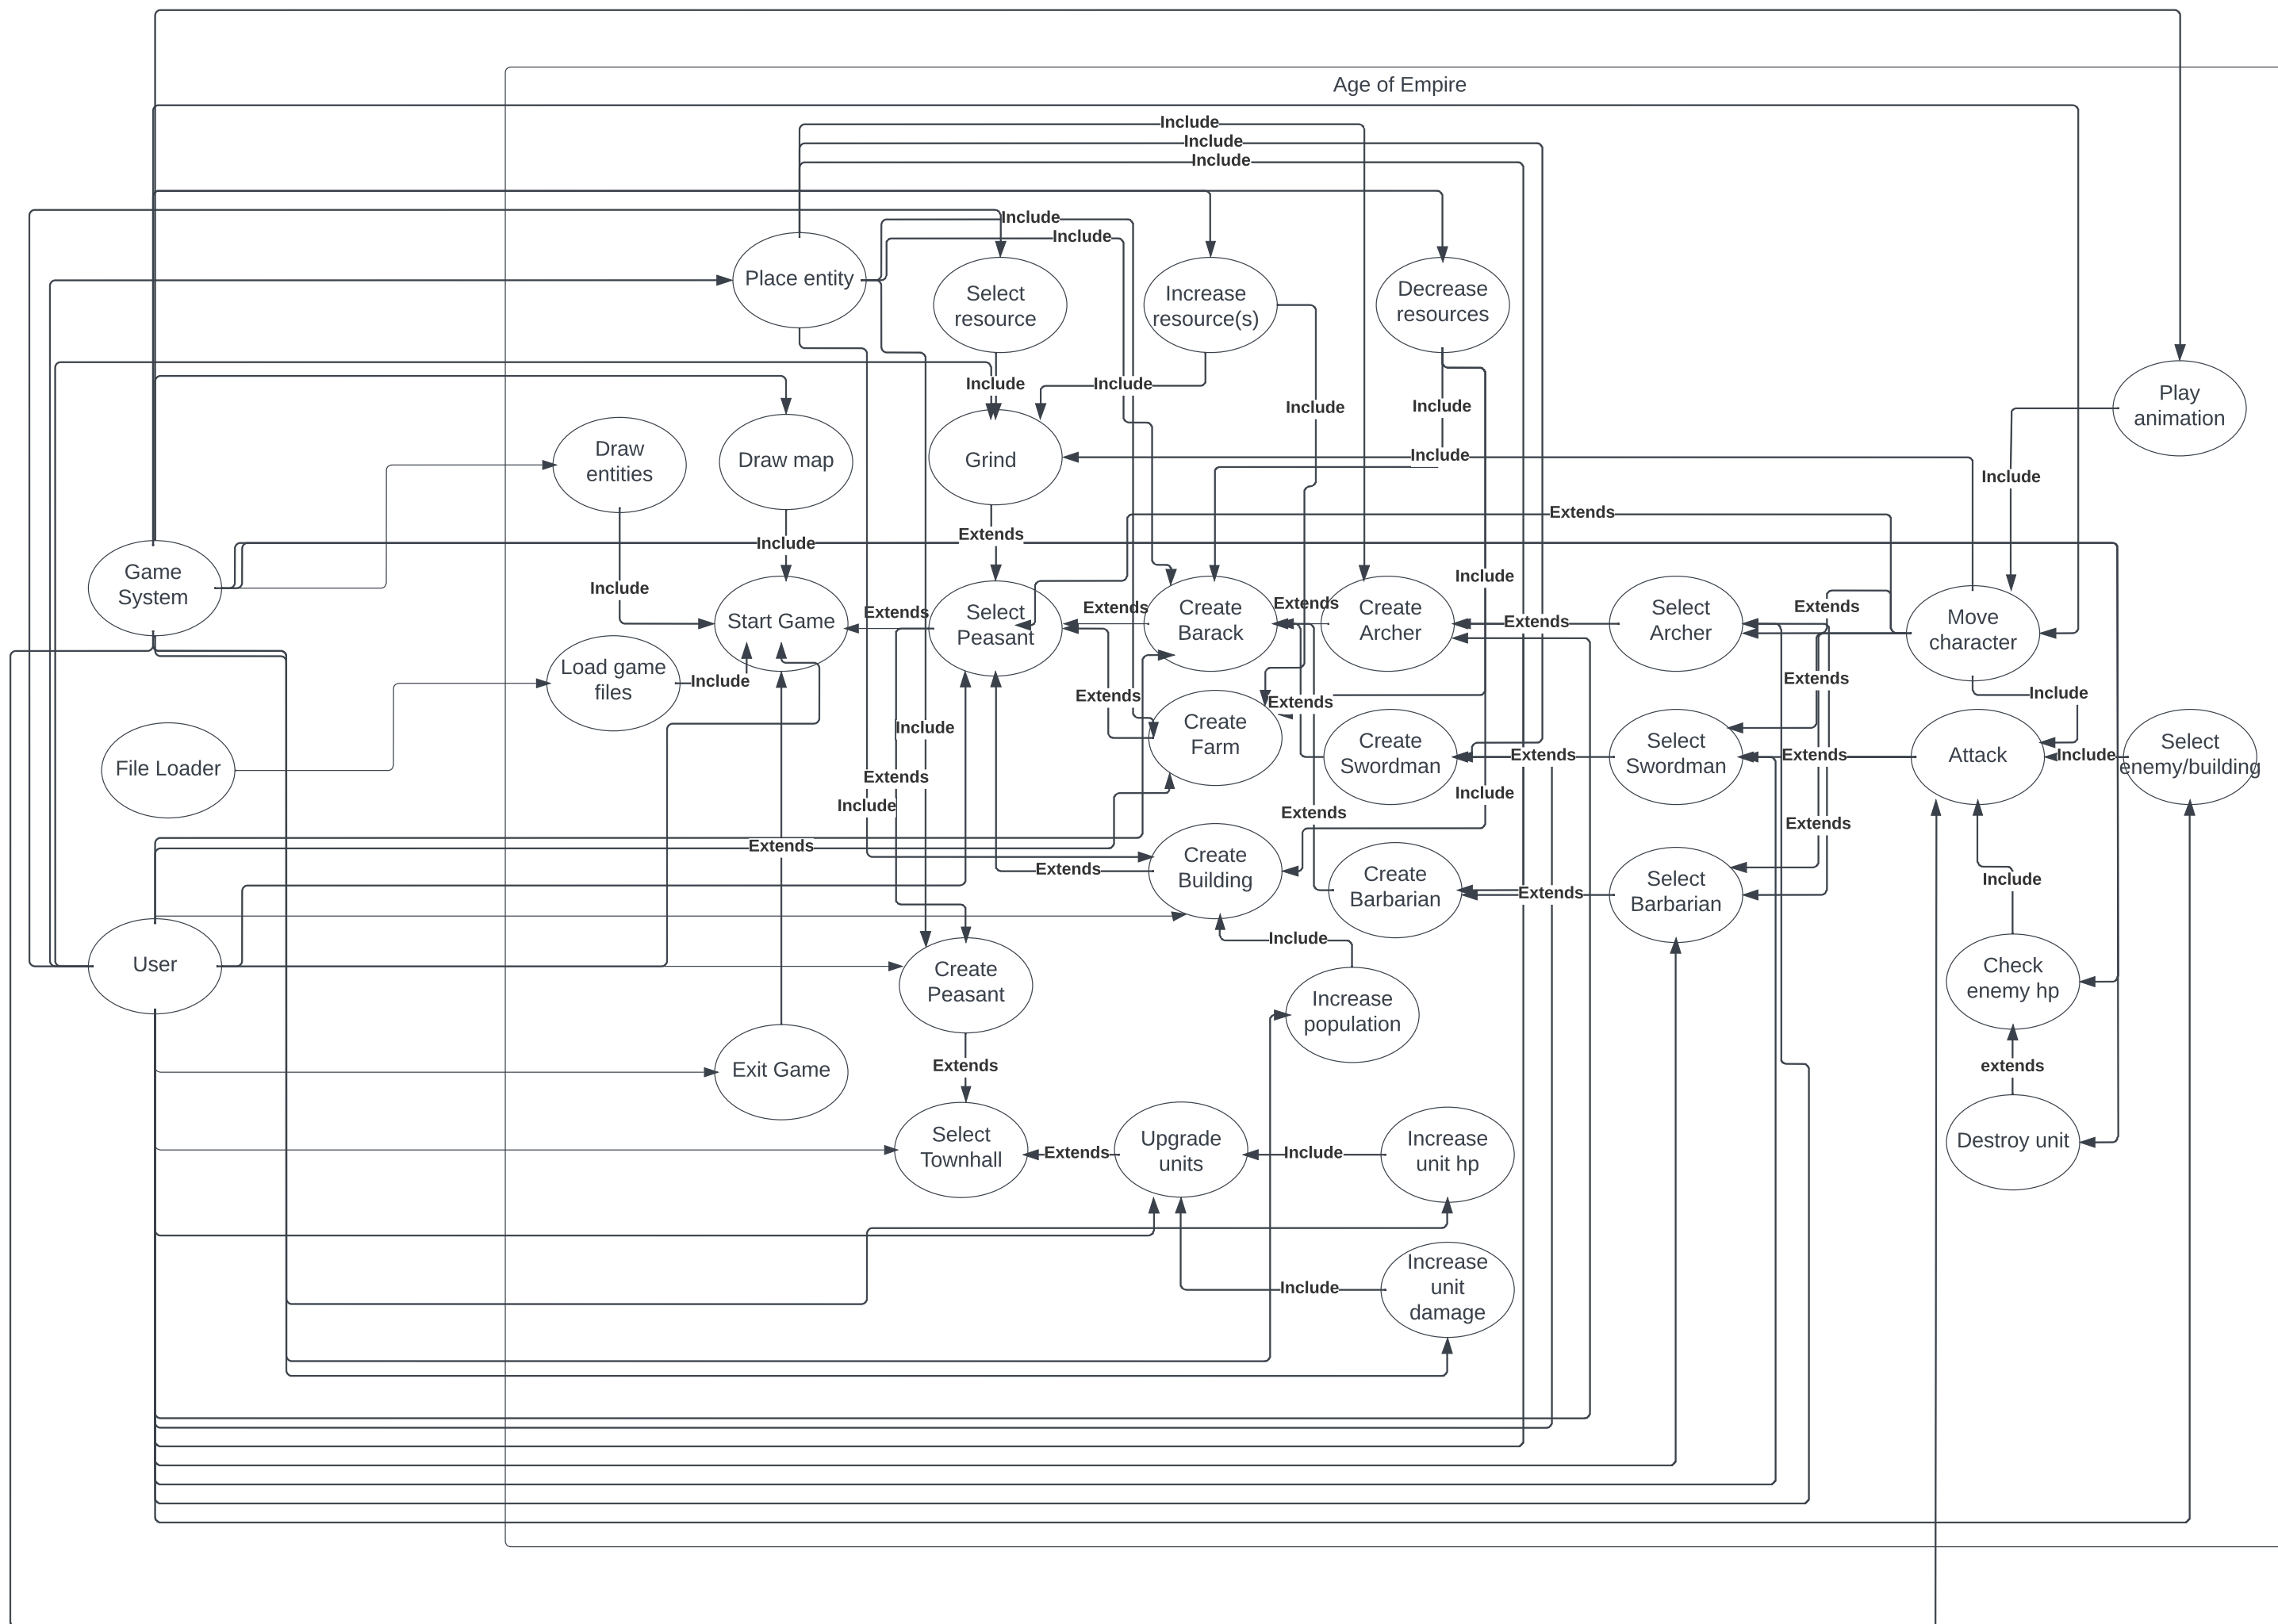 Age of Empire
Include
Include
Include
Include
Include
Place entity
Select
resource
Increase
resource(s)
Decrease
resources
Include
Include
Include
Include
Play
animation
Draw
entities
Draw map
Grind
Include
Include
Extends
Extends
Include
Game
System
Include
Include
Start Game
Extends
Select
Peasant
Extends
Create
Barack
Extends
Create
Archer
Extends
Select
Archer
Extends
Move
character
Load game
files
Include
Extends
Extends
Extends
Include
File Loader
Include
Create
Farm
Create
Swordman
Extends
Select
Swordman
Extends
Attack
Include
Select
enemy/building
Extends
Include
Include
Extends
Extends
Extends
Extends
Create
Building
Create
Barbarian
Extends
Select
Barbarian
Include
Include
User
Create
Peasant
Increase
population
Check
enemy hp
Exit Game
Extends
extends
Select
Townhall
Extends
Upgrade
units
Include
Increase
unit hp
Destroy unit
Include
Increase
unit
damage